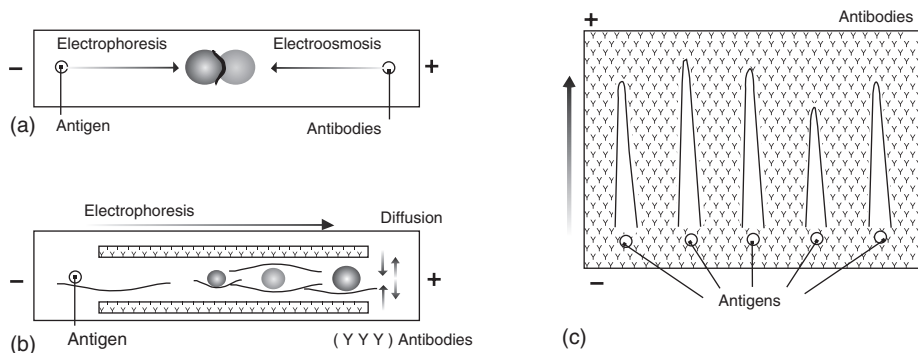 Electrophoresis Electroosmosis
− +
Antigen Antibodies
(a)
Electrophoresis Diffusion
− +
Antigen (Y Y Y) Antibodies
(b)
+ Antibodies
−
Antigens
(c)